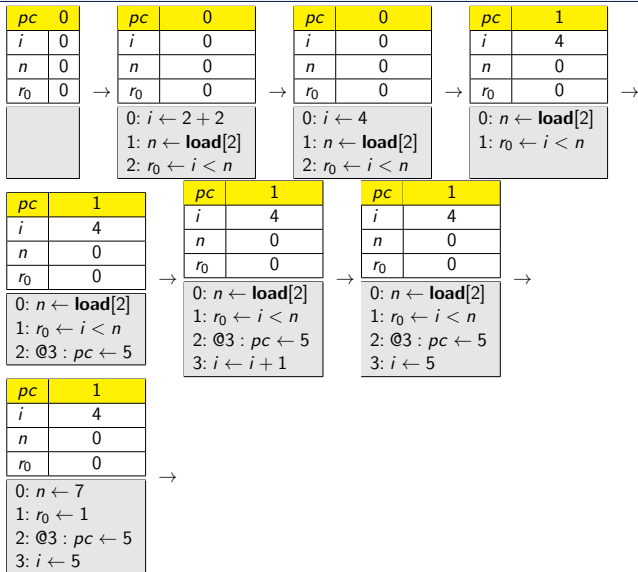 pc 0
i 0
n 0
r0 0
→
pc 0
i 0
n 0
r0 0
0: i ← 2 + 2
1: n ← load[2]
2: r0 ← i < n
→
pc 0
i 0
n 0
r0 0
0: i ← 4
1: n ← load[2]
2: r0 ← i < n
→
pc 1
i 4
n 0
r0 0
0: n ← load[2]
1: r0 ← i < n
→
pc 1
i 4
n 0
r0 0
0: n ← load[2]
1: r0 ← i < n
2: @3 : pc ← 5
→
pc 1
i 4
n 0
r0 0
0: n ← load[2]
1: r0 ← i < n
2: @3 : pc ← 5
3: i ← i + 1
→
pc 1
i 4
n 0
r0 0
0: n ← load[2]
1: r0 ← i < n
2: @3 : pc ← 5
3: i ← 5
→
pc 1
i 4
n 0
r0 0
0: n ← 7
1: r0 ← 1
2: @3 : pc ← 5
3: i ← 5
→